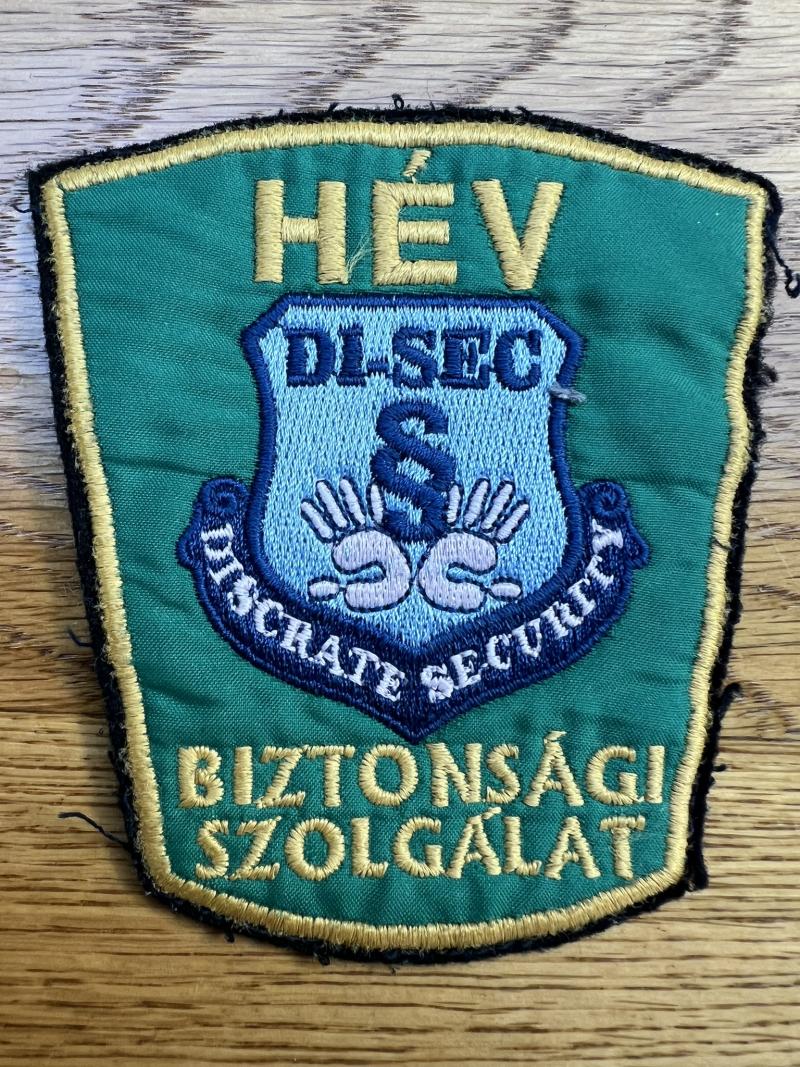 HÉV
DI-SEC
§
DISCRATE SECURITY
BIZTONSÁGI
SZOLGÁLAT